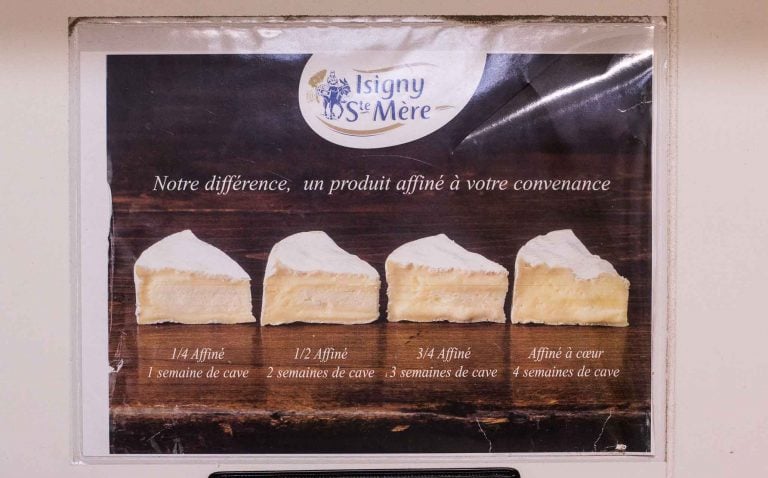 Isigny
Ste Mère
Notre différence, un produit affiné à votre convenance
1/4 Affiné
1 semaine de cave
1/2 Affiné
2 semaines de cave
3/4 Affiné
3 semaines de cave
Affiné à cœur
4 semaines de cave